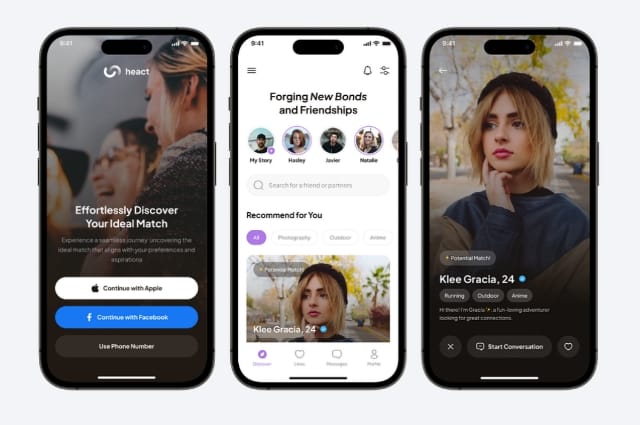 9:41
heact
Effortlessly Discover
Your Ideal Match
Experience a seamless journey uncovering the
ideal match that aligns with your preferences and
aspirations
Continue with Apple
Continue with Facebook
Use Phone Number
9:41
Forging New Bonds
and Friendships
My Story
Hasley
Javier
Natalie
Search for a friend or partners
Recommend for You
All
Photography
Outdoor
Anime
Potential Match!
Klee Gracia, 24
Discover
Likes
Messages
Profile
9:41
Potential Match!
Klee Gracia, 24
Running
Outdoor
Anime
Hi there! I'm Gracia, a fun-loving adventurer
looking for great connections.
Start Conversation